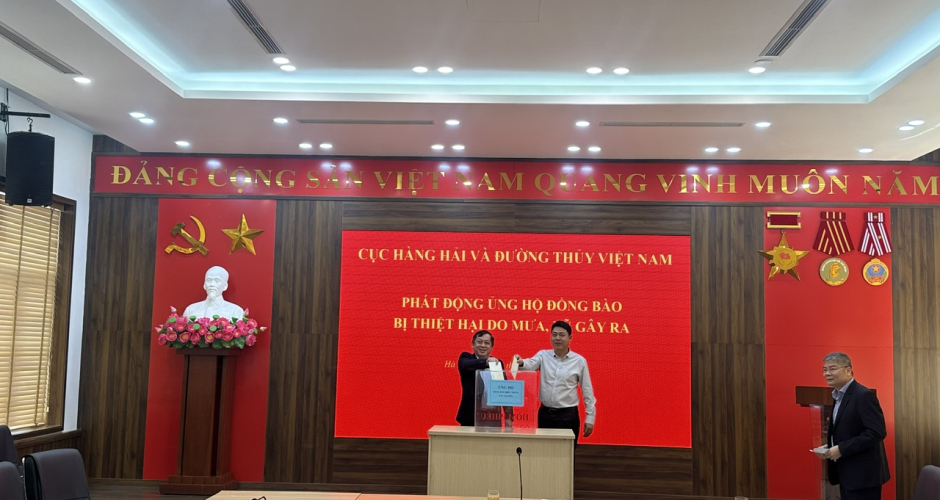 ĐẢNG CỘNG SẢN VIỆT NAM QUANG VINH MUÔN NĂM
CỤC HÀNG HẢI VÀ ĐƯỜNG THỦY VIỆT NAM
PHÁT ĐỘNG ỦNG HỘ ĐỒNG BÀO
BỊ THIỆT HẠI DO MƯA, GÂY RA
Hà
ỦNG HỘ